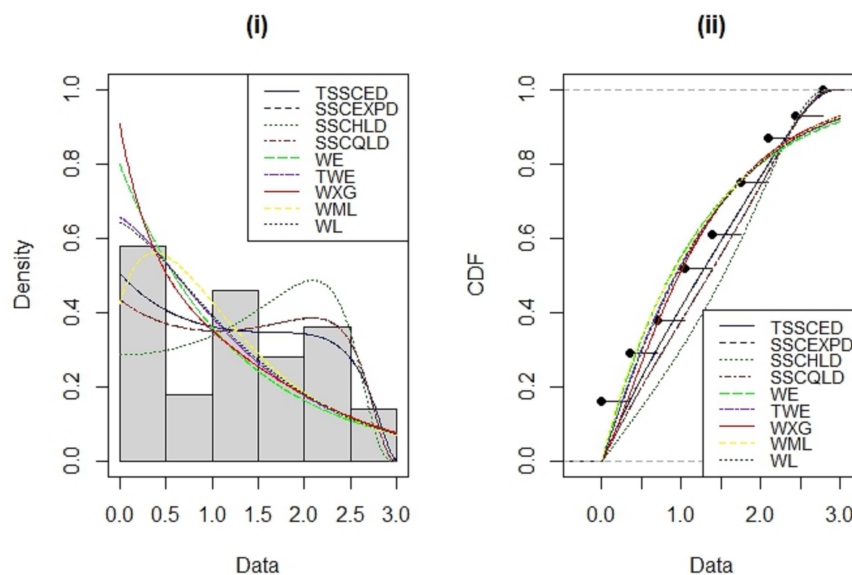 (i)
Density
0.0 0.2 0.4 0.6 0.8 1.0
TSSCED
SSCEXPD
SSCHLD
SSCQLD
WE
TWE
WXG
WML
WL
0.0 0.5 1.0 1.5 2.0 2.5 3.0
Data
(ii)
CDF
0.0 0.2 0.4 0.6 0.8 1.0
TSSCED
SSCEXPD
SSCHLD
SSCQLD
WE
TWE
WXG
WML
WL
0.0 1.0 2.0 3.0
Data